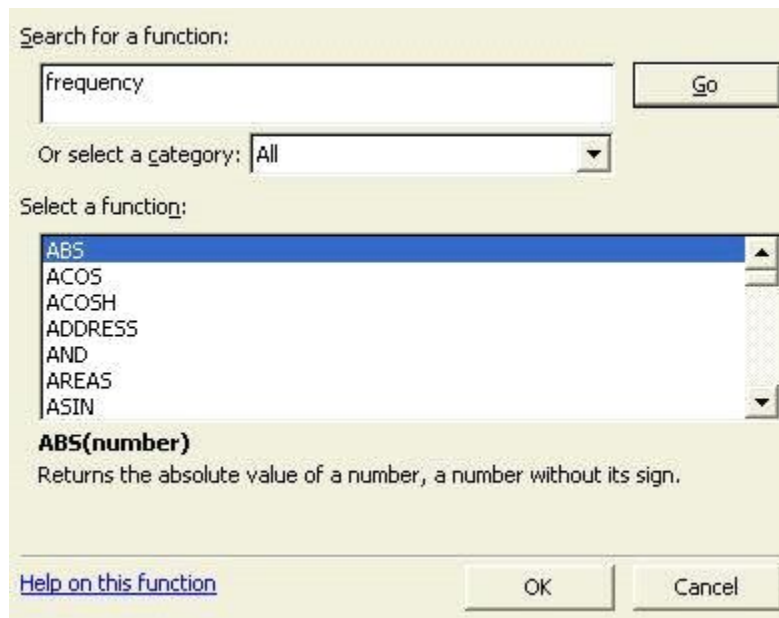 Search for a function:
frequency
Go
Or select a category: All
Select a function:
ABS
ACOS
ACOSH
ADDRESS
AND
AREAS
ASIN
ABS(number)
Returns the absolute value of a number, a number without its sign.
Help on this function
OK
Cancel